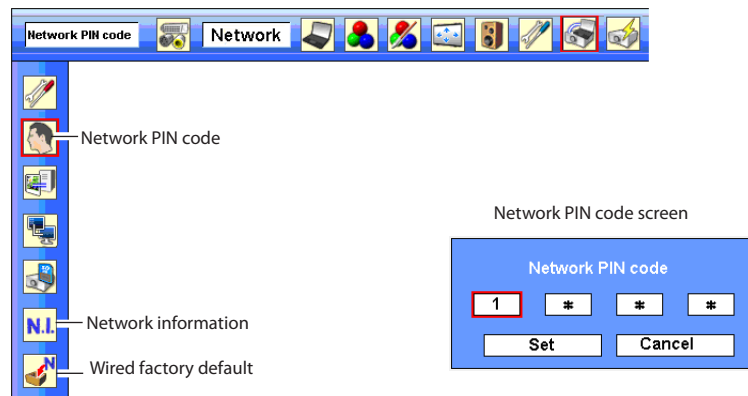 Network PIN code
Network
Network PIN code
Network PIN code screen
Network PIN code
1 * * *
Set Cancel
N.I.
Network information
N
Wired factory default